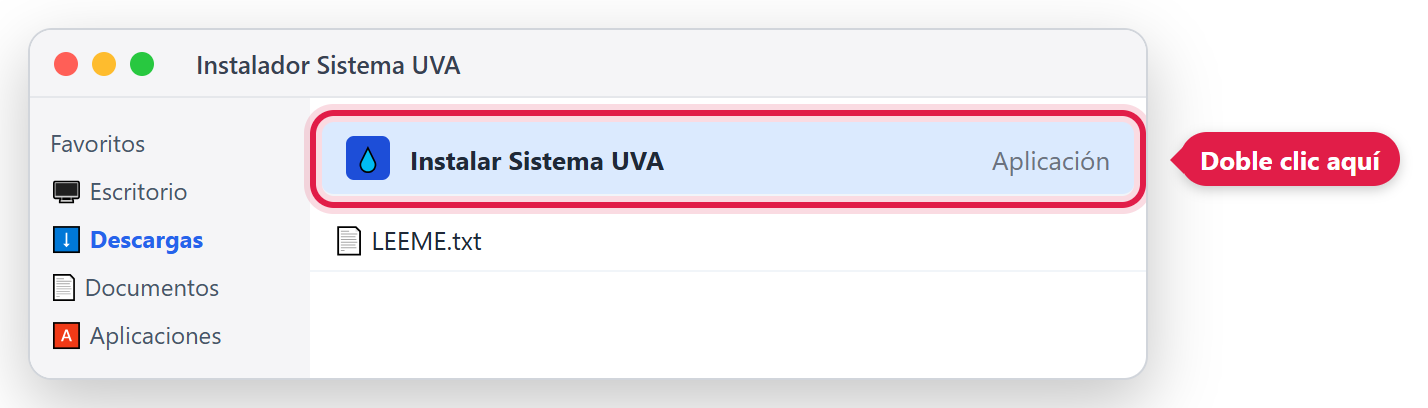 Instalador Sistema UVA
Favoritos
Escritorio
Descargas
Documentos
A Aplicaciones
Instalar Sistema UVA Aplicación
LEEME.txt
Doble clic aquí